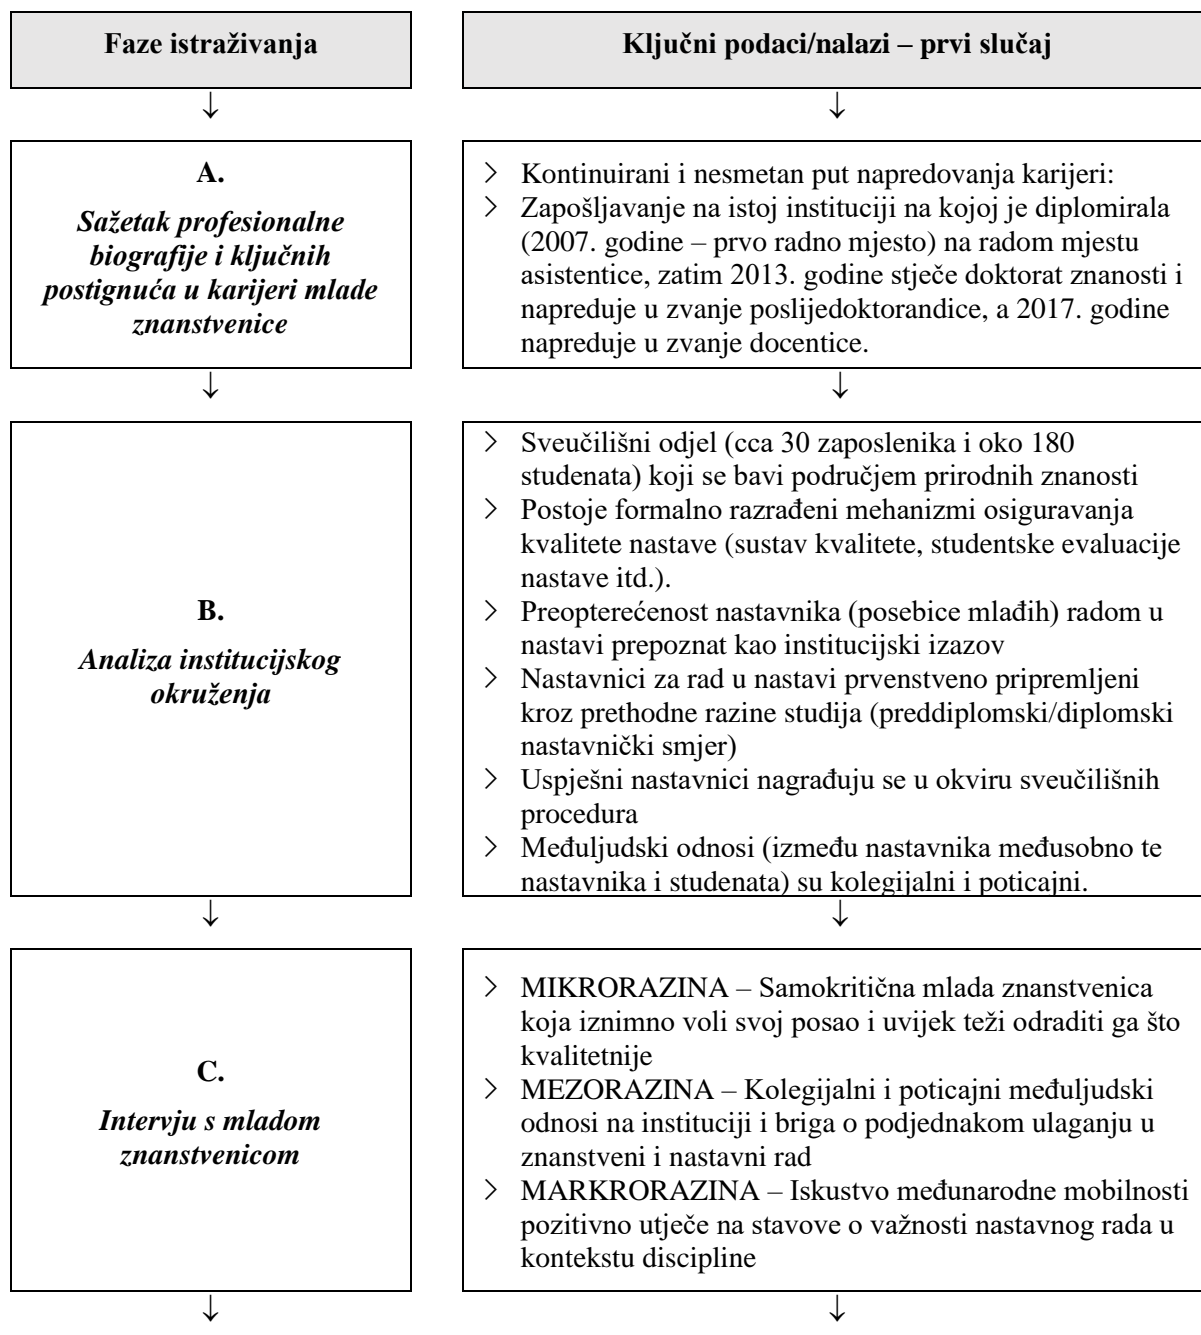 Faze istraživanja
Ključni podaci/nalazi – prvi slučaj
↓
↓
A.
Sažetak profesionalne
biografije i ključnih
postignuća u karijeri mlade
znanstvenice
> Kontinuirani i nesmetan put napredovanja karijeri:
> Zapošljavanje na istoj instituciji na kojoj je diplomirala
(2007. godine – prvo radno mjesto) na radom mjestu
asistentice, zatim 2013. godine stječe doktorat znanosti i
napreduje u zvanje poslijedoktorandice, a 2017. godine
napreduje u zvanje docentice.
↓
↓
B.
Analiza institucijskog
okruženja
> Sveučilišni odjel (cca 30 zaposlenika i oko 180
studenata) koji se bavi područjem prirodnih znanosti
> Postoje formalno razrađeni mehanizmi osiguravanja
kvalitete nastave (sustav kvalitete, studentske evaluacije
nastave itd.).
> Preopterećenost nastavnika (posebice mlađih) radom u
nastavi prepoznat kao institucijski izazov
> Nastavnici za rad u nastavi prvenstveno pripremljeni
kroz prethodne razine studija (preddiplomski/diplomski
nastavnički smjer)
> Uspješni nastavnici nagrađuju se u okviru sveučilišnih
procedura
> Međuljudski odnosi (između nastavnika međusobno te
nastavnika i studenata) su kolegijalni i poticajni.
↓
↓
C.
Intervju s mladom
znanstvenicom
> MIKRORAZINA – Samokritična mlada znanstvenica
koja iznimno voli svoj posao i uvijek teži odraditi ga što
kvalitetnije
> MEZORAZINA – Kolegijalni i poticajni međuljudski
odnosi na instituciji i briga o podjednakom ulaganju u
znanstveni i nastavni rad
> MARKRORAZINA – Iskustvo međunarodne mobilnosti
pozitivno utječe na stavove o važnosti nastavnog rada u
kontekstu discipline
↓
↓